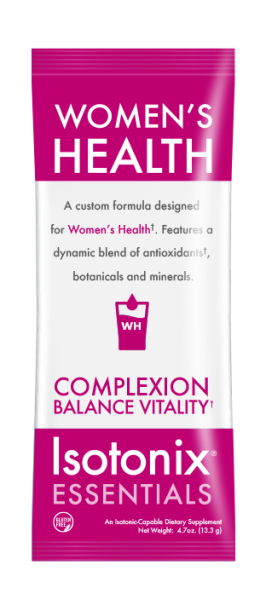 WOMEN'S
HEALTH
A custom formula designed
for Women's Health†. Features a
dynamic blend of antioxidants†,
botanicals and minerals.
WH
COMPLEXION
BALANCE VITALITY†
Isotonix®
ESSENTIALS
GLUTEN
FREE
An Isotonic-Capable Dietary Supplement
Net Weight: 4.7oz. (13.3 g)